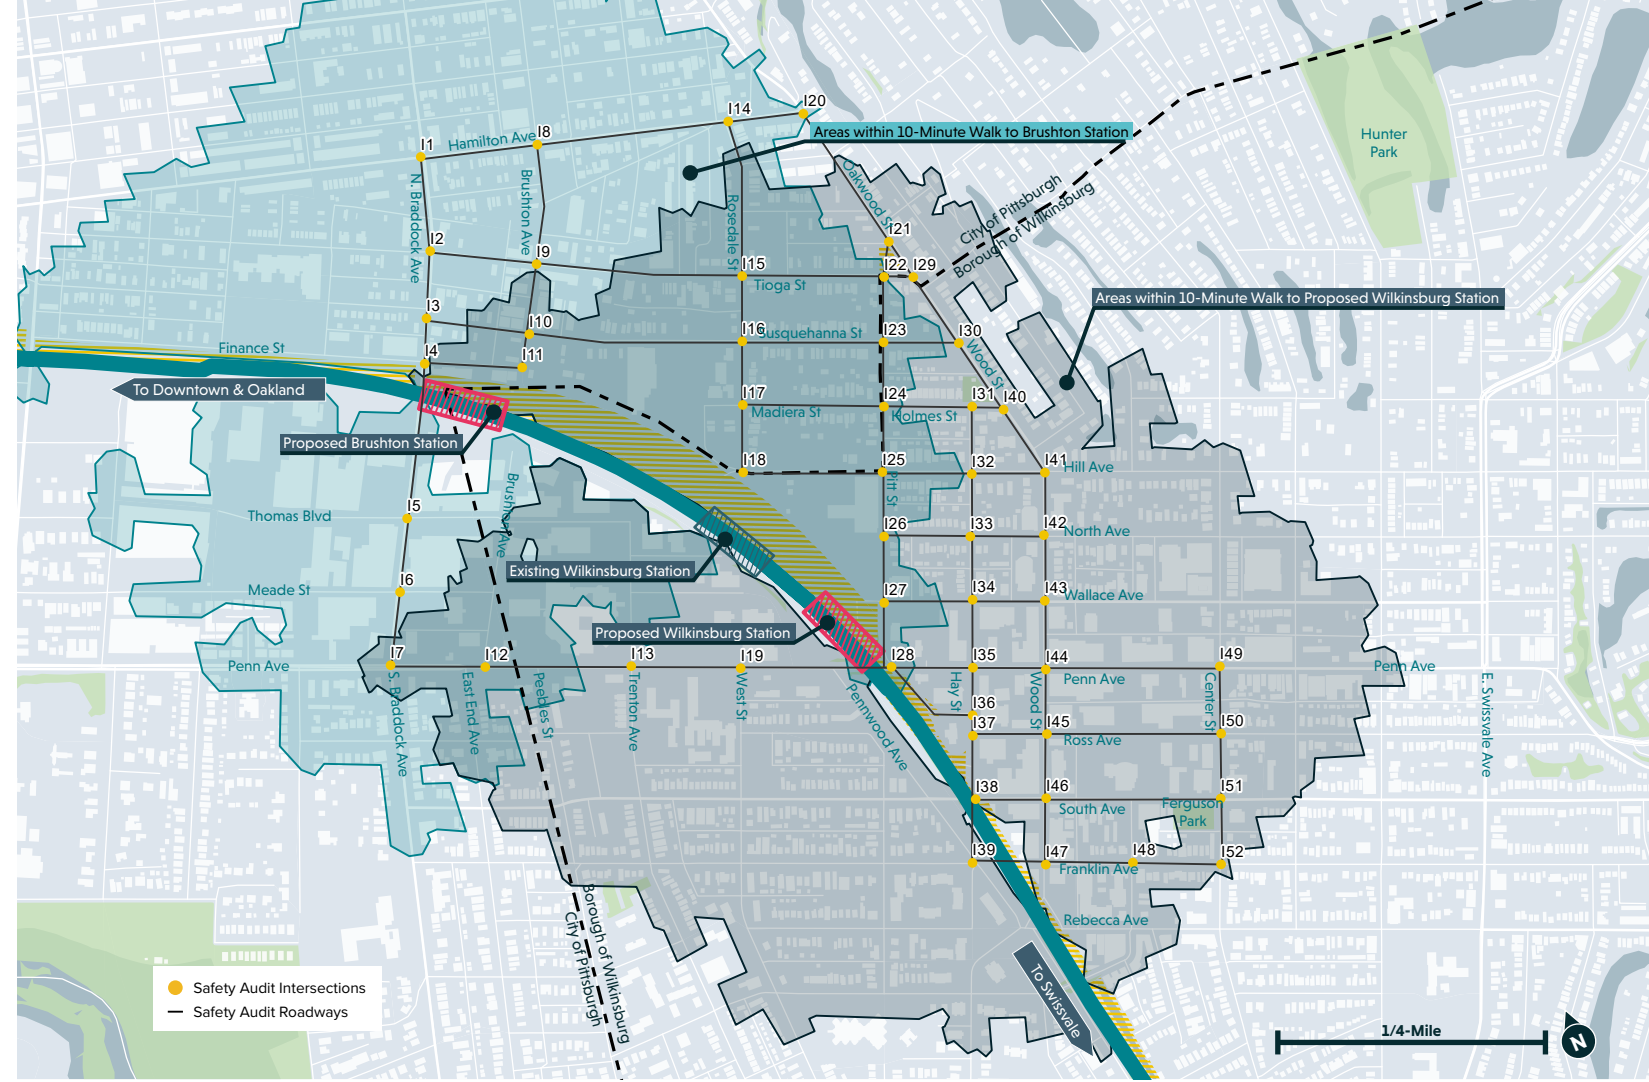 I20
I14
Areas within 10-Minute Walk to Brushton Station
I8
Hamilton Ave
I1
Hunter
Park
N. Braddock Ave
Brushton Ave
Rosedale St
Oakwood St
City of Pittsburgh
Borough of Wilkinsburg
I21
I2
I9
I15
I22
I29
Tioga St
Areas within 10-Minute Walk to Proposed Wilkinsburg Station
I3
I10
I16
Susquehanna St
I23
I30
Finance St
I4
I11
Wood St
To Downtown & Oakland
I17
Madiera St
I24
Holmes St
I31
I40
Proposed Brushton Station
I18
I25
I32
I41
Hill Ave
Pitt St
Brushton Ave
I5
Thomas Blvd
I26
I33
I42
North Ave
Existing Wilkinsburg Station
I6
Meade St
I27
I34
I43
Wallace Ave
Proposed Wilkinsburg Station
I7
Penn Ave
I12
I13
I19
I28
I35
I44
I49
Penn Ave
Penn Ave
S. Braddock Ave
East End Ave
Peebles St
Trenton Ave
West St
Pennwood Ave
Hay St
Wood St
Center St
E. Swissvale Ave
I36
I37
I45
Ross Ave
I50
I38
I46
South Ave
I51
Ferguson
Park
I39
I47
I48
I52
Franklin Ave
Rebecca Ave
Borough of Wilkinsburg
City of Pittsburgh
To Swissvale
Safety Audit Intersections
Safety Audit Roadways
1/4-Mile
N